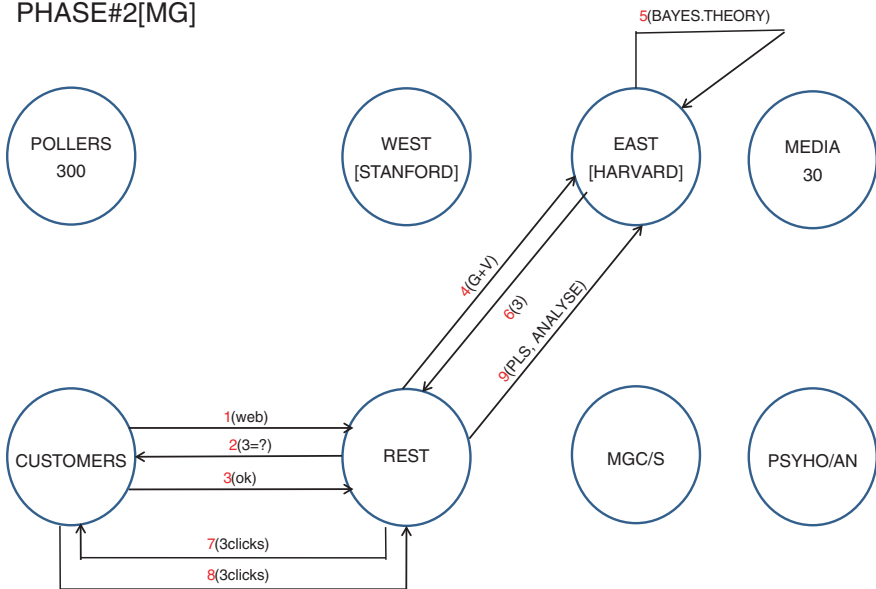 PHASE#2[MG]
5(BAYES.THEORY)
POLLERS
300
WEST
[STANFORD]
EAST
[HARVARD]
MEDIA
30
4(G+V)
6(3)
9(PLS, ANALYSE)
1(web)
2(3=?)
3(ok)
CUSTOMERS
REST
MGC/S
PSYHO/AN
7(3clicks)
8(3clicks)